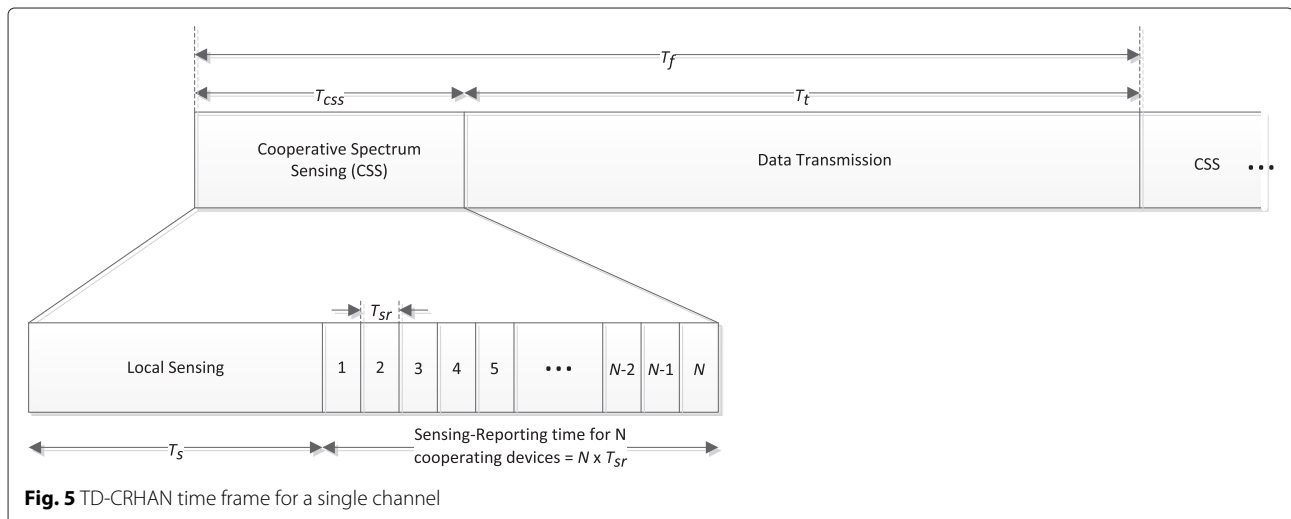 T_f
T_css
T_t
Cooperative Spectrum
Sensing (CSS)
Data Transmission
CSS •••
T_sr
Local Sensing
1 2 3 4 5 ••• N-2 N-1 N
T_s
Sensing-Reporting time for N
cooperating devices = N x T_sr
Fig. 5 TD-CRHAN time frame for a single channel